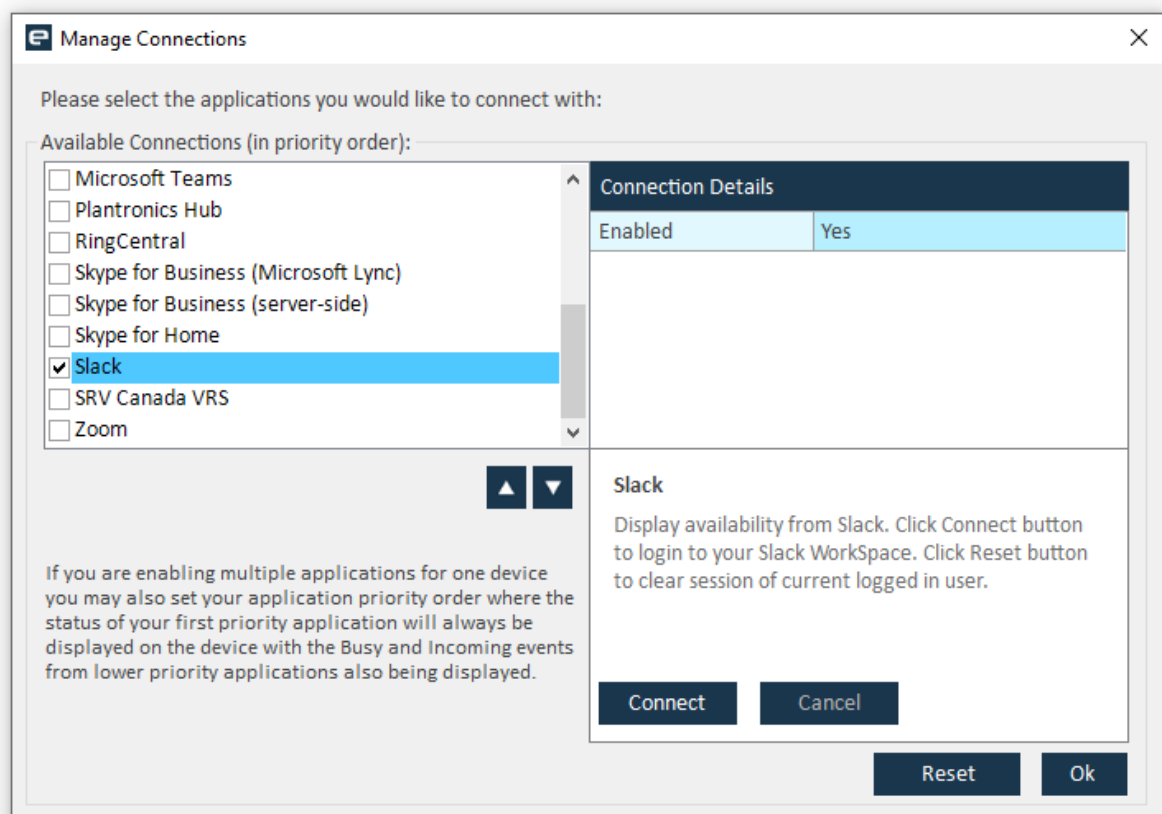 Manage Connections
Please select the applications you would like to connect with:
Available Connections (in priority order):
Microsoft Teams
Plantronics Hub
RingCentral
Skype for Business (Microsoft Lync)
Skype for Business (server-side)
Skype for Home
Slack
SRV Canada VRS
Zoom
Connection Details
Enabled Yes
If you are enabling multiple applications for one device
you may also set your application priority order where the
status of your first priority application will always be
displayed on the device with the Busy and Incoming events
from lower priority applications also being displayed.
Slack
Display availability from Slack. Click Connect button
to login to your Slack WorkSpace. Click Reset button
to clear session of current logged in user.
Connect Cancel
Reset Ok